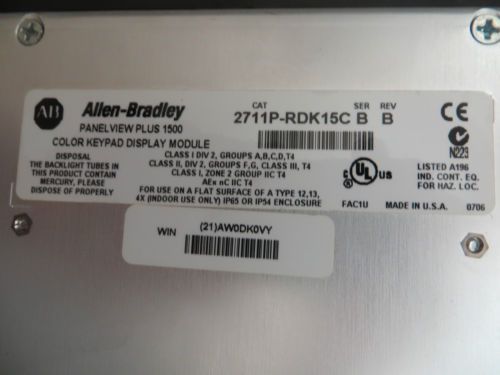 AB Allen-Bradley
CAT SER REV
2711P-RDK15C B B
CE
PANELVIEW PLUS 1500
COLOR KEYPAD DISPLAY MODULE
N223
DISPOSAL
THE BACKLIGHT TUBES IN
THIS PRODUCT CONTAIN
MERCURY, PLEASE
DISPOSE OF PROPERLY
CLASS I DIV 2, GROUPS A,B,C,D,T4
CLASS II, DIV 2, GROUPS F,G, CLASS III, T4
CLASS I, ZONE 2 GROUP IIC T4
AEx nC IIC T4
FOR USE ON A FLAT SURFACE OF A TYPE 12,13,
4X (INDOOR USE ONLY) IP65 OR IP54 ENCLOSURE
C UL US
LISTED A196
IND. CONT. EQ.
FOR HAZ. LOC.
FAC1U MADE IN U.S.A. 0706
WIN (21)AW0DK0VY